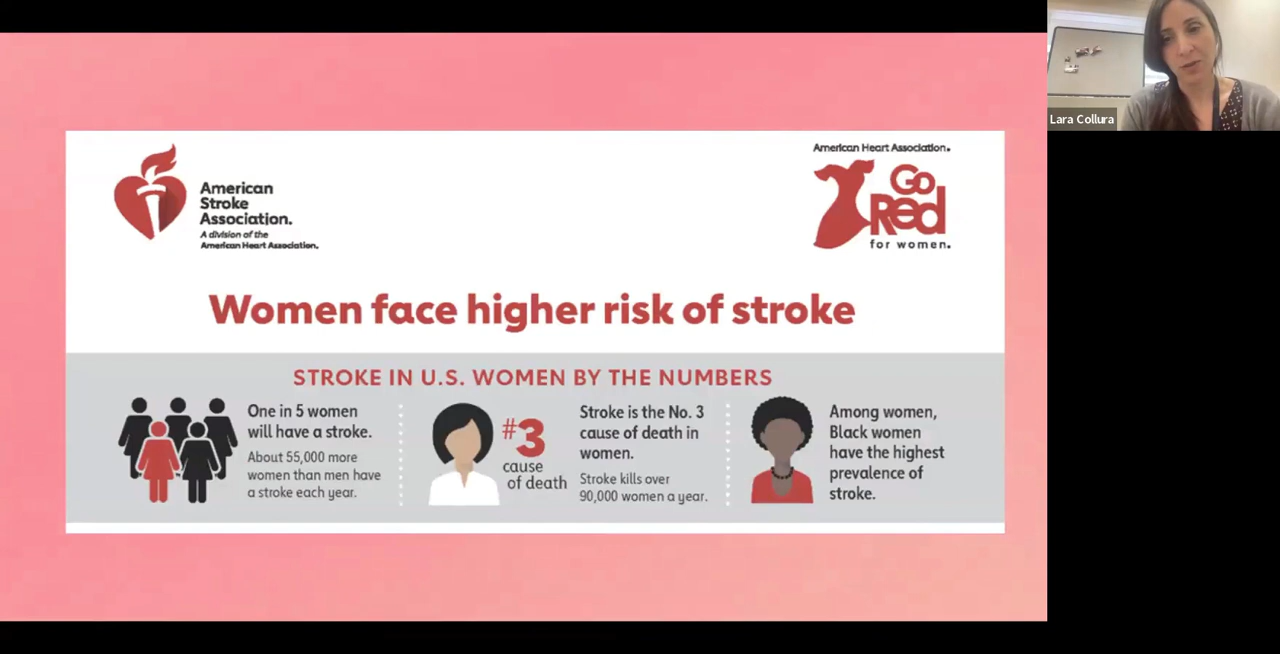 Lara Collura
American
Stroke
Association.
A division of the
American Heart Association.
American Heart Association.
Go
Red
for women.
Women face higher risk of stroke
STROKE IN U.S. WOMEN BY THE NUMBERS
One in 5 women
will have a stroke.
About 55,000 more
women than men have
a stroke each year.
#3
cause
of death
Stroke is the No. 3
cause of death in
women.
Stroke kills over
90,000 women a year.
Among women,
Black women
have the highest
prevalence of
stroke.